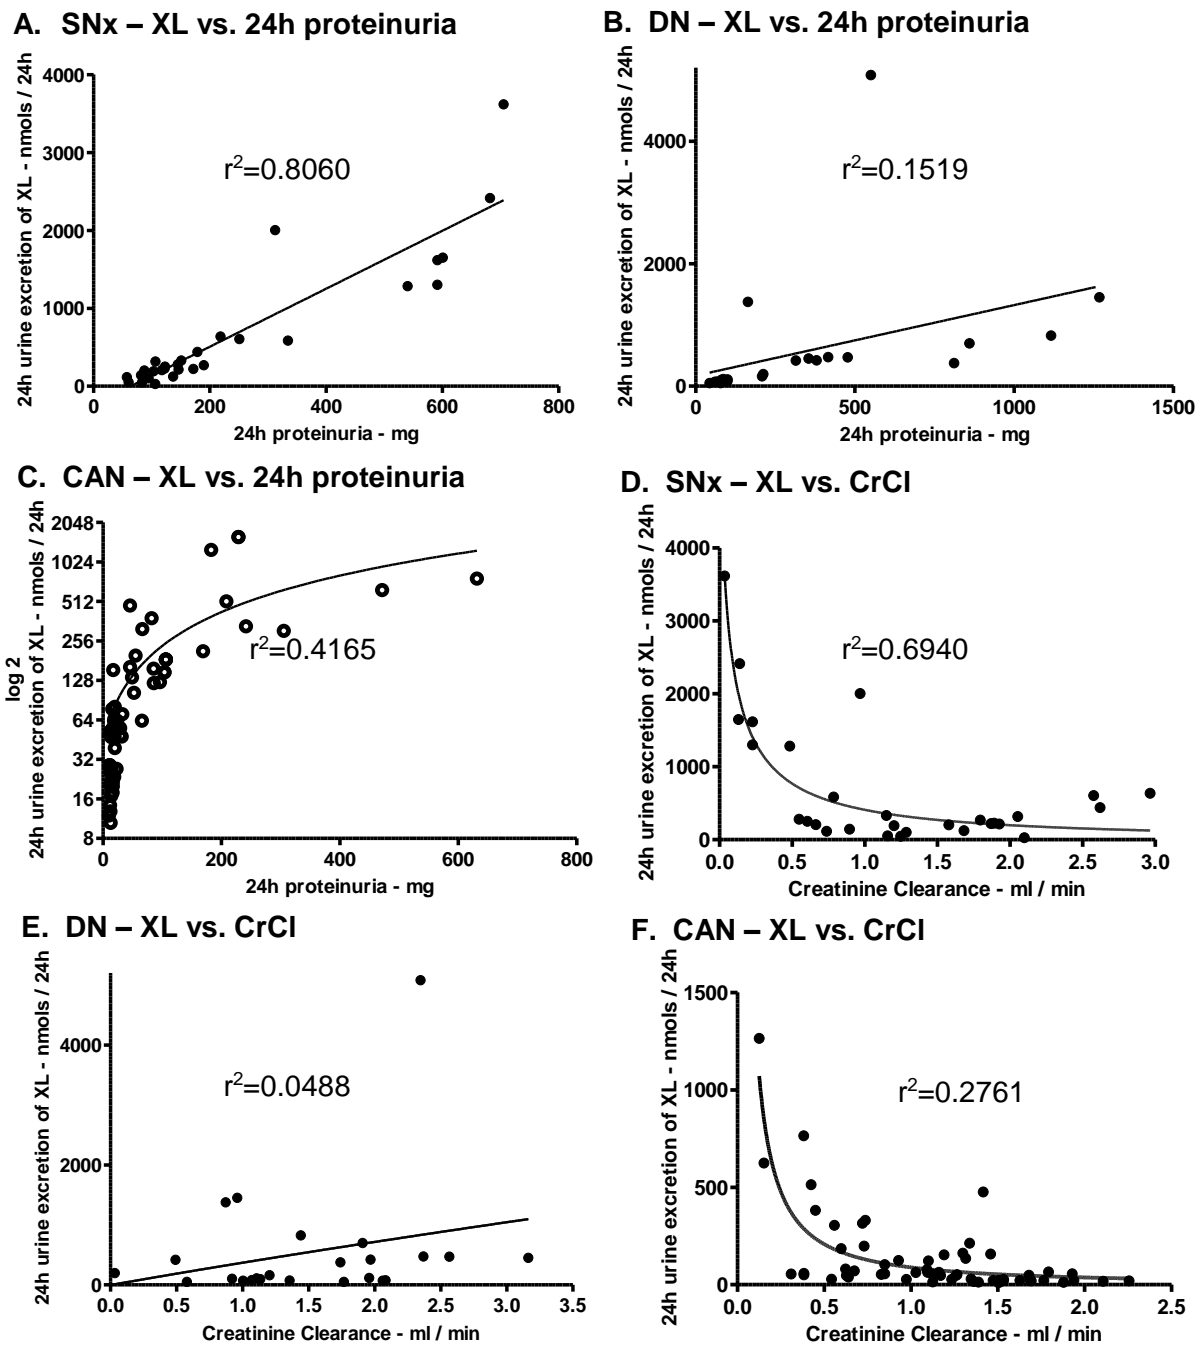 A. SNx – XL vs. 24h proteinuria
24h urine excretion of XL - nmols / 24h
4000
3000
2000
1000
0
r²=0.8060
0 200 400 600 800
24h proteinuria - mg
B. DN – XL vs. 24h proteinuria
24h urine excretion of XL - nmols / 24h
4000
2000
0
r²=0.1519
0 500 1000 1500
24h proteinuria - mg
C. CAN – XL vs. 24h proteinuria
log 2
24h urine excretion of XL - nmols / 24h
2048
1024
512
256
128
64
32
16
8
r²=0.4165
0 200 400 600 800
24h proteinuria - mg
D. SNx – XL vs. CrCl
24h urine excretion of XL - nmols / 24h
4000
3000
2000
1000
0
r²=0.6940
0.0 0.5 1.0 1.5 2.0 2.5 3.0
Creatinine Clearance - ml / min
E. DN – XL vs. CrCl
24h urine excretion of XL - nmols / 24h
4000
2000
0
r²=0.0488
0.0 0.5 1.0 1.5 2.0 2.5 3.0 3.5
Creatinine Clearance - ml / min
F. CAN – XL vs. CrCl
24h urine excretion of XL - nmols / 24h
1500
1000
500
0
r²=0.2761
0.0 0.5 1.0 1.5 2.0 2.5
Creatinine Clearance - ml / min